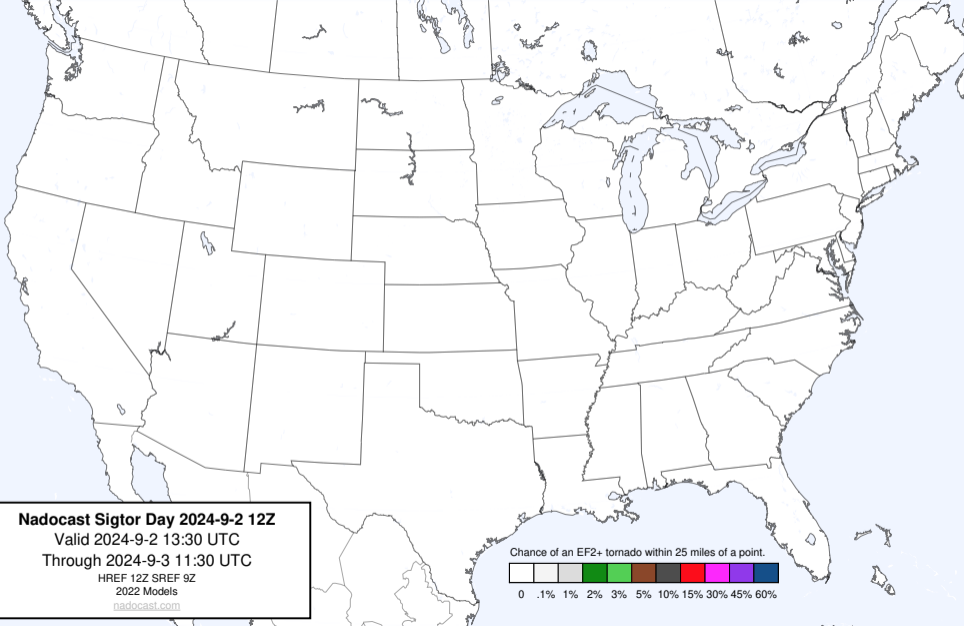 Nadocast Sigtor Day 2024-9-2 12Z
Valid 2024-9-2 13:30 UTC
Through 2024-9-3 11:30 UTC
HREF 12Z SREF 9Z
2022 Models
nadocast.com
Chance of an EF2+ tornado within 25 miles of a point.
0 .1% 1% 2% 3% 5% 10% 15% 30% 45% 60%